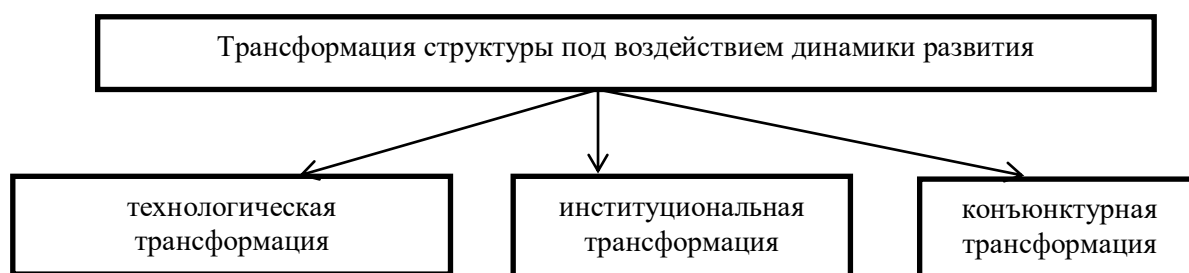 Трансформация структуры под воздействием динамики развития
технологическая
трансформация
институциональная
трансформация
конъюнктурная
трансформация